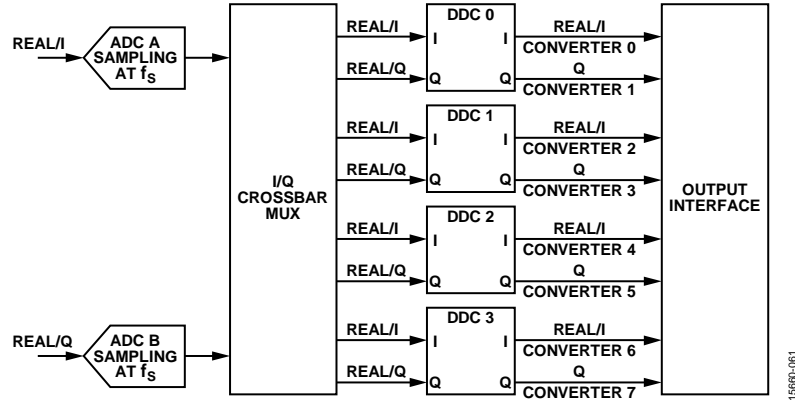 REAL/I
ADC A
SAMPLING
AT fS
REAL/Q
ADC B
SAMPLING
AT fS
I/Q
CROSSBAR
MUX
REAL/I
REAL/Q
DDC 0
I
I
Q
Q
REAL/I
CONVERTER 0
Q
CONVERTER 1
REAL/I
REAL/Q
DDC 1
I
I
Q
Q
REAL/I
CONVERTER 2
Q
CONVERTER 3
REAL/I
REAL/Q
DDC 2
I
I
Q
Q
REAL/I
CONVERTER 4
Q
CONVERTER 5
REAL/I
REAL/Q
DDC 3
I
I
Q
Q
REAL/I
CONVERTER 6
Q
CONVERTER 7
OUTPUT
INTERFACE
15660-061